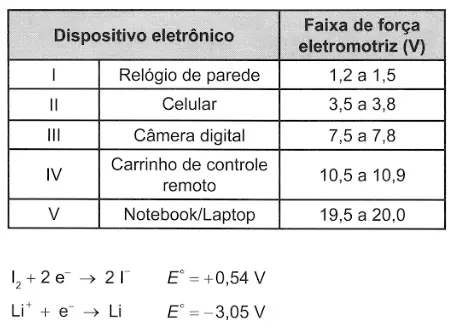 Dispositivo eletrônico
Faixa de força
eletromotriz (V)
I Relógio de parede 1,2 a 1,5
II Celular 3,5 a 3,8
III Câmera digital 7,5 a 7,8
IV Carrinho de controle
remoto 10,5 a 10,9
V Notebook/Laptop 19,5 a 20,0
I₂ + 2 e⁻ → 2 I⁻ E° = +0,54 V
Li⁺ + e⁻ → Li E° = −3,05 V